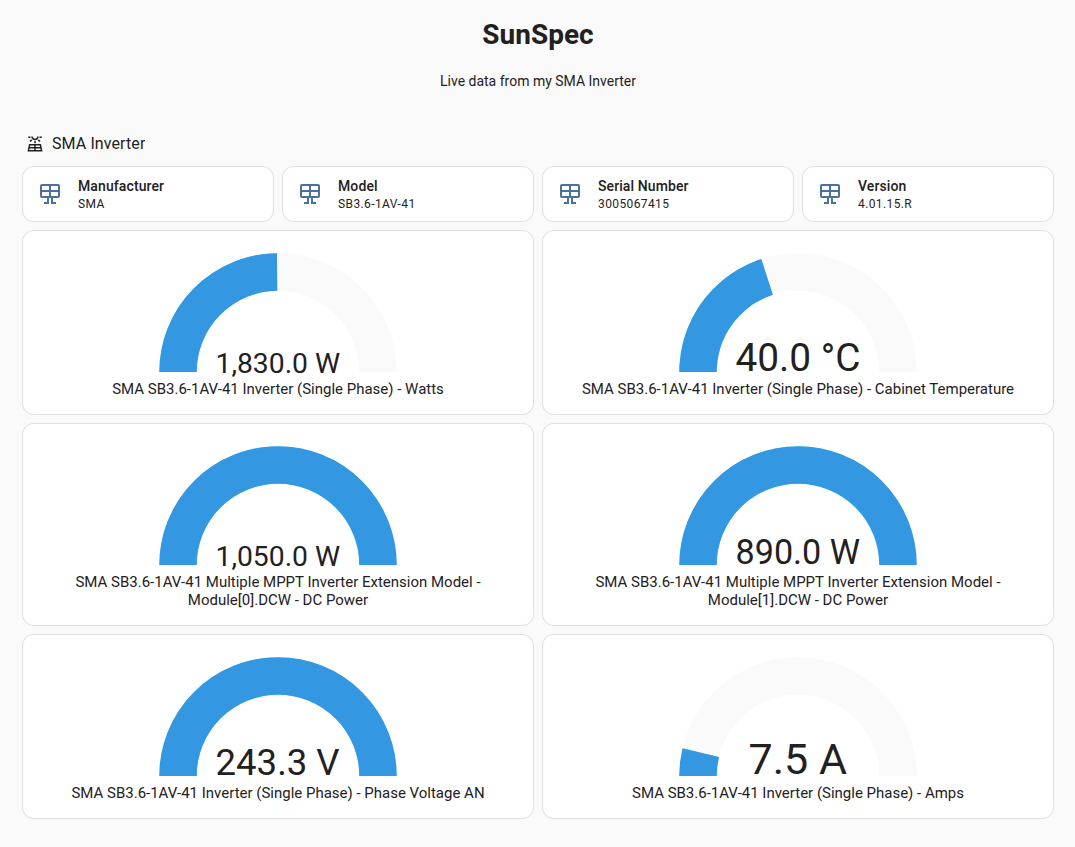 SunSpec
Live data from my SMA Inverter
SMA Inverter
Manufacturer
SMA
Model
SB3.6-1AV-41
Serial Number
3005067415
Version
4.01.15.R
1,830.0 W
SMA SB3.6-1AV-41 Inverter (Single Phase) - Watts
40.0 °C
SMA SB3.6-1AV-41 Inverter (Single Phase) - Cabinet Temperature
1,050.0 W
SMA SB3.6-1AV-41 Multiple MPPT Inverter Extension Model -
Module[0].DCW - DC Power
890.0 W
SMA SB3.6-1AV-41 Multiple MPPT Inverter Extension Model -
Module[1].DCW - DC Power
243.3 V
SMA SB3.6-1AV-41 Inverter (Single Phase) - Phase Voltage AN
7.5 A
SMA SB3.6-1AV-41 Inverter (Single Phase) - Amps